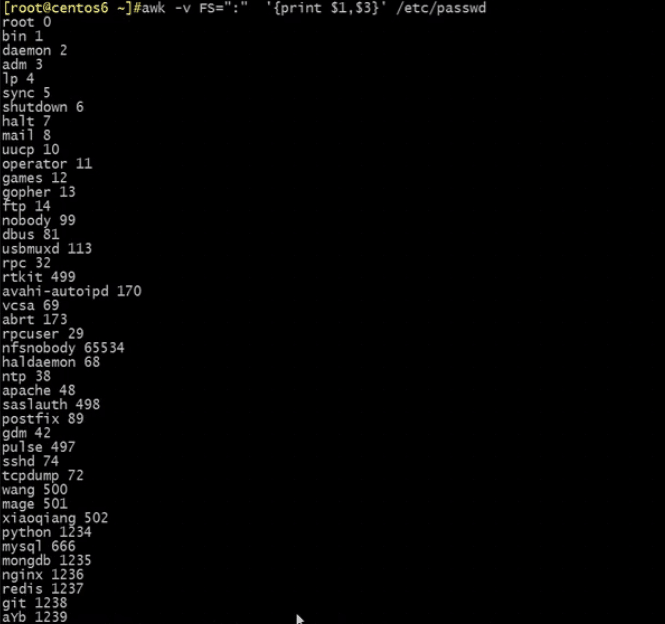 [root@centos6 ~]#awk -v FS=":"  '{print $1,$3}' /etc/passwd
root 0
bin 1
daemon 2
adm 3
lp 4
sync 5
shutdown 6
halt 7
mail 8
uucp 10
operator 11
games 12
gopher 13
ftp 14
nobody 99
dbus 81
usbmuxd 113
rpc 32
rtkit 499
avahi-autoipd 170
vcsa 69
abrt 173
rpcuser 29
nfsnobody 65534
haldaemon 68
ntp 38
apache 48
saslauth 498
postfix 89
gdm 42
pulse 497
sshd 74
tcpdump 72
wang 500
mage 501
xiaoqiang 502
python 1234
mysql 666
mongdb 1235
nginx 1236
redis 1237
git 1238
aYb 1239